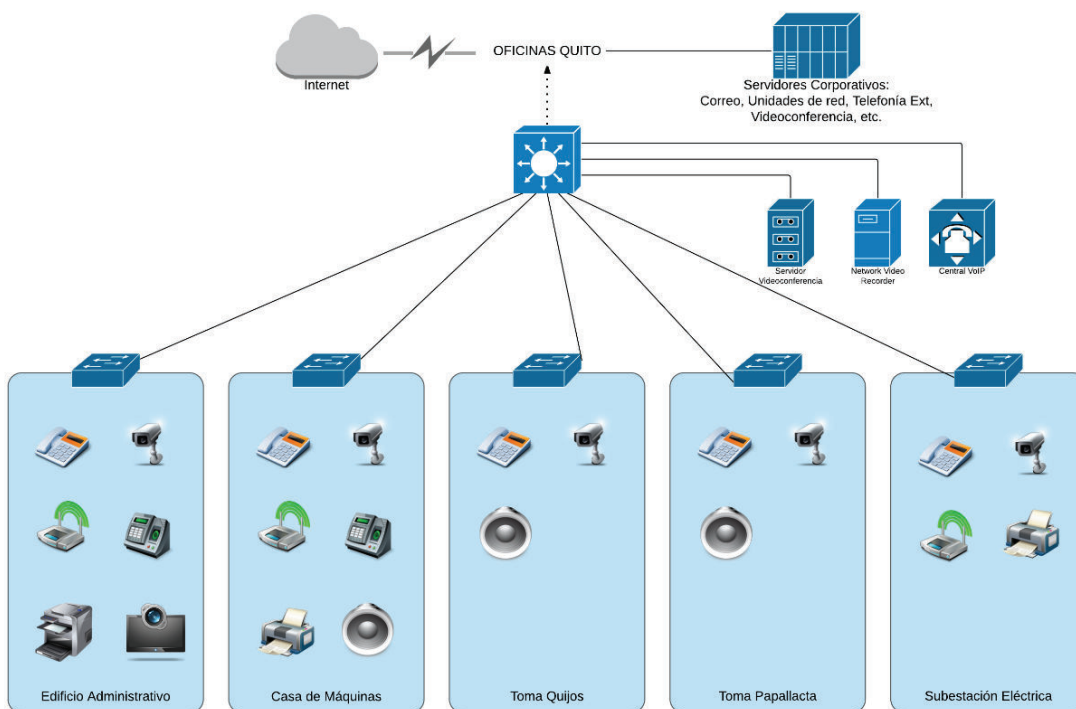 OFICINAS QUITO
Internet
Servidores Corporativos:
Correo, Unidades de red, Telefonía Ext,
Videoconferencia, etc.
Servidor
Videoconferencia
Network Video
Recorder
Central VoIP
Edificio Administrativo
Casa de Máquinas
Toma Quijos
Toma Papallacta
Subestación Eléctrica